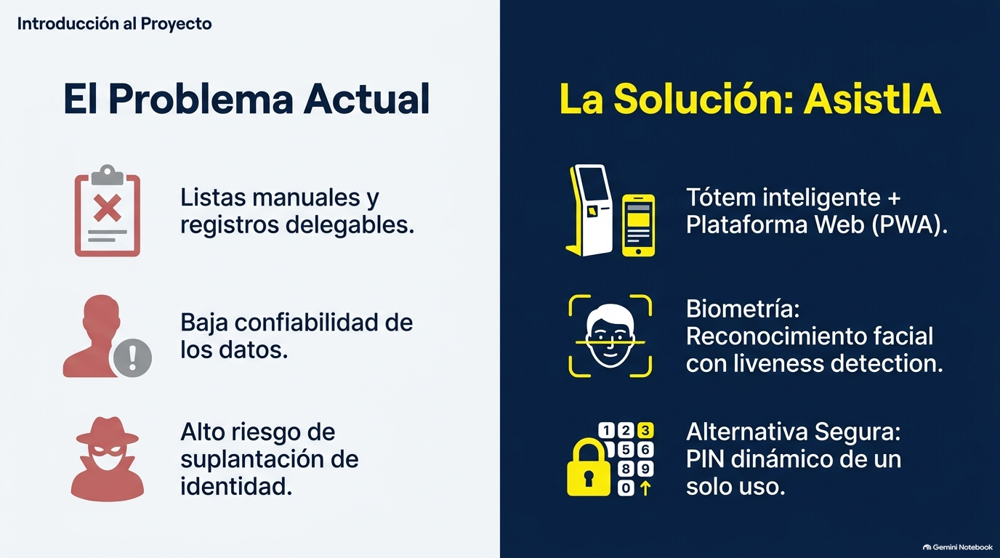 Introducción al Proyecto
El Problema Actual
Listas manuales y
registros delegables.
Baja confiabilidad de
los datos.
Alto riesgo de
suplantación de
identidad.
La Solución: AsistIA
Tótem inteligente +
Plataforma Web (PWA).
Biometría:
Reconocimiento facial
con liveness detection.
1 2 3
5 6
8 9
0
Alternativa Segura:
PIN dinámico de un
solo uso.
Gemini Notebook